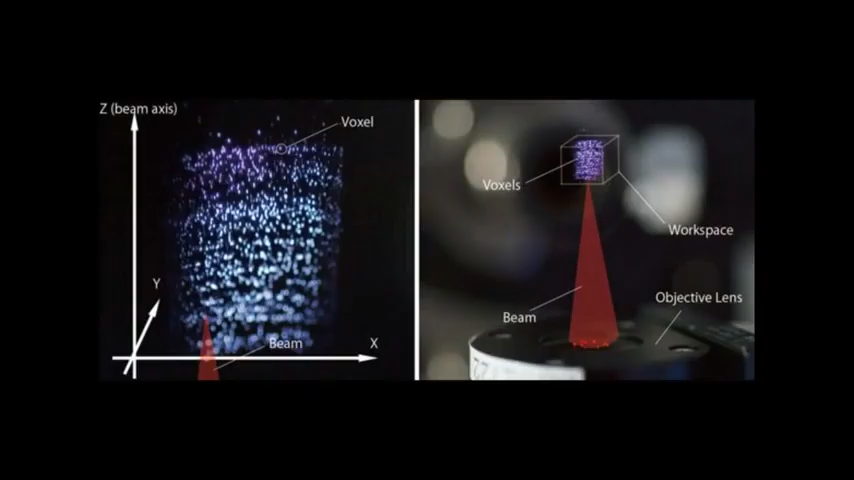 Z (beam axis)
Voxel
Y
X
Beam
Voxels
Workspace
Beam
Objective Lens